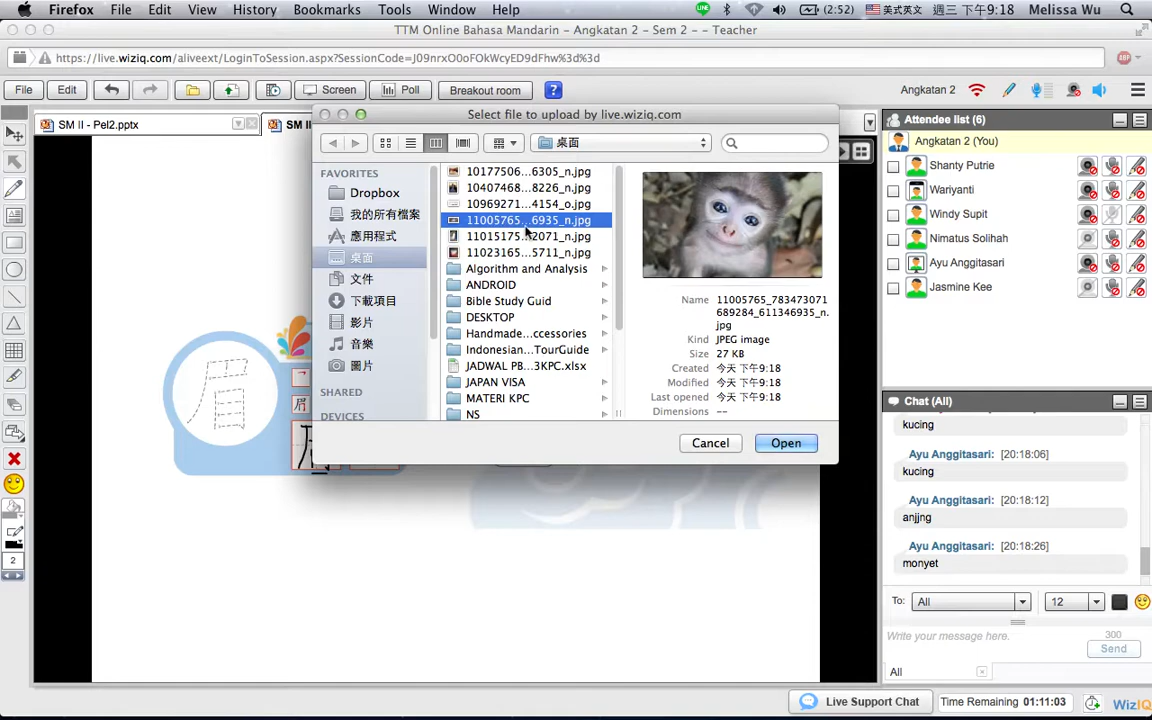 Firefox File Edit View History Bookmarks Tools Window Help (2:52) 美式英文 週三 下午9:18 Melissa Wu
TTM Online Bahasa Mandarin - Angkatan 2 - Sem 2 - - Teacher
https://live.wiziq.com/aliveext/LoginToSession.aspx?SessionCode=J09nrxO0oFOkWcyED9dFhw%3d%3d
ABP
File Edit Screen Poll Breakout room ? Angkatan 2
SM II - Pel2.pptx
SM II
Select file to upload by live.wiziq.com
桌面
FAVORITES
Dropbox
我的所有檔案
應用程式
桌面
文件
下載項目
影片
音樂
圖片
SHARED
DEVICES
10177506...6305_n.jpg
10407468...8226_n.jpg
10969271...4154_o.jpg
11005765...6935_n.jpg
11015175...2071_n.jpg
11023165...5711_n.jpg
Algorithm and Analysis
ANDROID
Bible Study Guid
DESKTOP
Handmade...ccessories
Indonesian...TourGuide
JADWAL PB...3KPC.xlsx
JAPAN VISA
MATERI KPC
NS
Name 11005765_783473071
689284_611346935_n.
jpg
Kind JPEG image
Size 27 KB
Created 今天 下午9:18
Modified 今天 下午9:18
Last opened 今天 下午9:18
Dimensions --
Cancel Open
眉
眉
Attendee list (6)
Angkatan 2 (You)
Shanty Putrie
Wariyanti
Windy Supit
Nimatus Solihah
Ayu Anggitasari
Jasmine Kee
Chat (All)
kucing
Ayu Anggitasari: [20:18:06]
kucing
Ayu Anggitasari: [20:18:12]
anjjng
Ayu Anggitasari: [20:18:26]
monyet
To: All 12
Write your message here. 300
Send
All
2
Live Support Chat Time Remaining 01:11:03 WizIQ